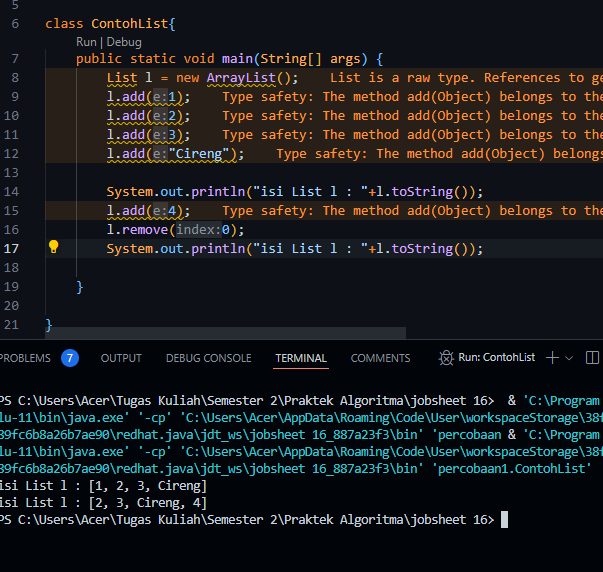 5
6 class ContohList{
Run | Debug
7 public static void main(String[] args) {
8 List l = new ArrayList(); List is a raw type. References to ge
9 l.add(e:1); Type safety: The method add(Object) belongs to the
10 l.add(e:2); Type safety: The method add(Object) belongs to the
11 l.add(e:3); Type safety: The method add(Object) belongs to the
12 l.add(e:"Cireng"); Type safety: The method add(Object) belongs
13
14 System.out.println("isi List l : "+l.toString());
15 l.add(e:4); Type safety: The method add(Object) belongs to the
16 l.remove(index:0);
17 System.out.println("isi List l : "+l.toString());
18
19 }
20
21 }
PROBLEMS 7 OUTPUT DEBUG CONSOLE TERMINAL COMMENTS Run: ContohList
PS C:\Users\Acer\Tugas Kuliah\Semester 2\Praktek Algoritma\jobsheet 16> & 'C:\Program
lu-11\bin\java.exe' '-cp' 'C:\Users\Acer\AppData\Roaming\Code\User\workspaceStorage\38f
39fc6b8a26b7ae90\redhat.java\jdt_ws\jobsheet 16_887a23f3\bin' 'percobaan & 'C:\Program
lu-11\bin\java.exe' '-cp' 'C:\Users\Acer\AppData\Roaming\Code\User\workspaceStorage\38f
39fc6b8a26b7ae90\redhat.java\jdt_ws\jobsheet 16_887a23f3\bin' 'percobaan1.ContohList'
isi List l : [1, 2, 3, Cireng]
isi List l : [2, 3, Cireng, 4]
PS C:\Users\Acer\Tugas Kuliah\Semester 2\Praktek Algoritma\jobsheet 16>